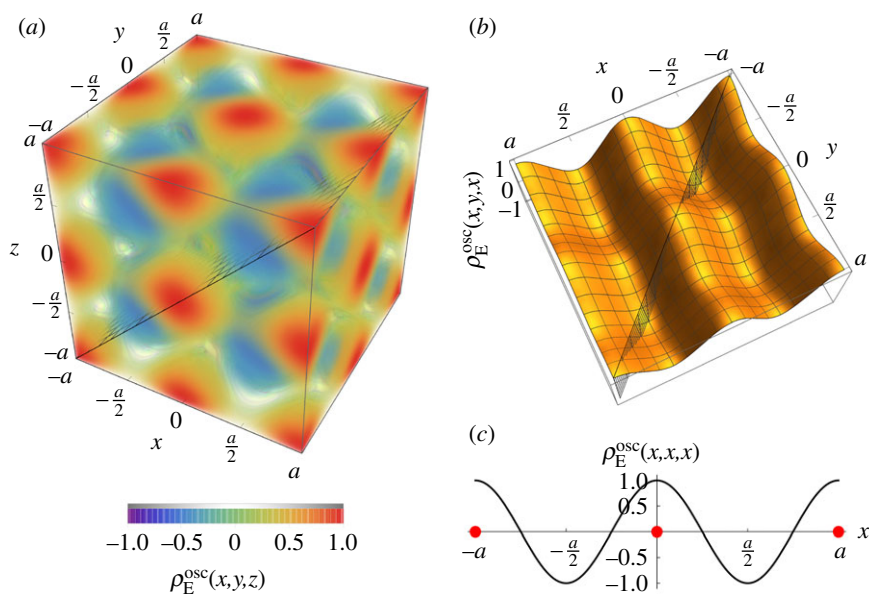 (a)
a
y
a/2
0
−a/2
−a
a
a/2
z
0
−a/2
−a
−a
−a/2
x
0
a/2
a
−1.0 −0.5 0 0.5 1.0
ρ_E^osc(x,y,z)
(b)
−a
−a
x
−a/2
0
a/2
a
−a/2
y
0
a/2
a
1
0
−1
ρ_E^osc(x,y,x)
(c)
ρ_E^osc(x,x,x)
1.0
0.5
−0.5
−1.0
−a
−a/2
a/2
a
x